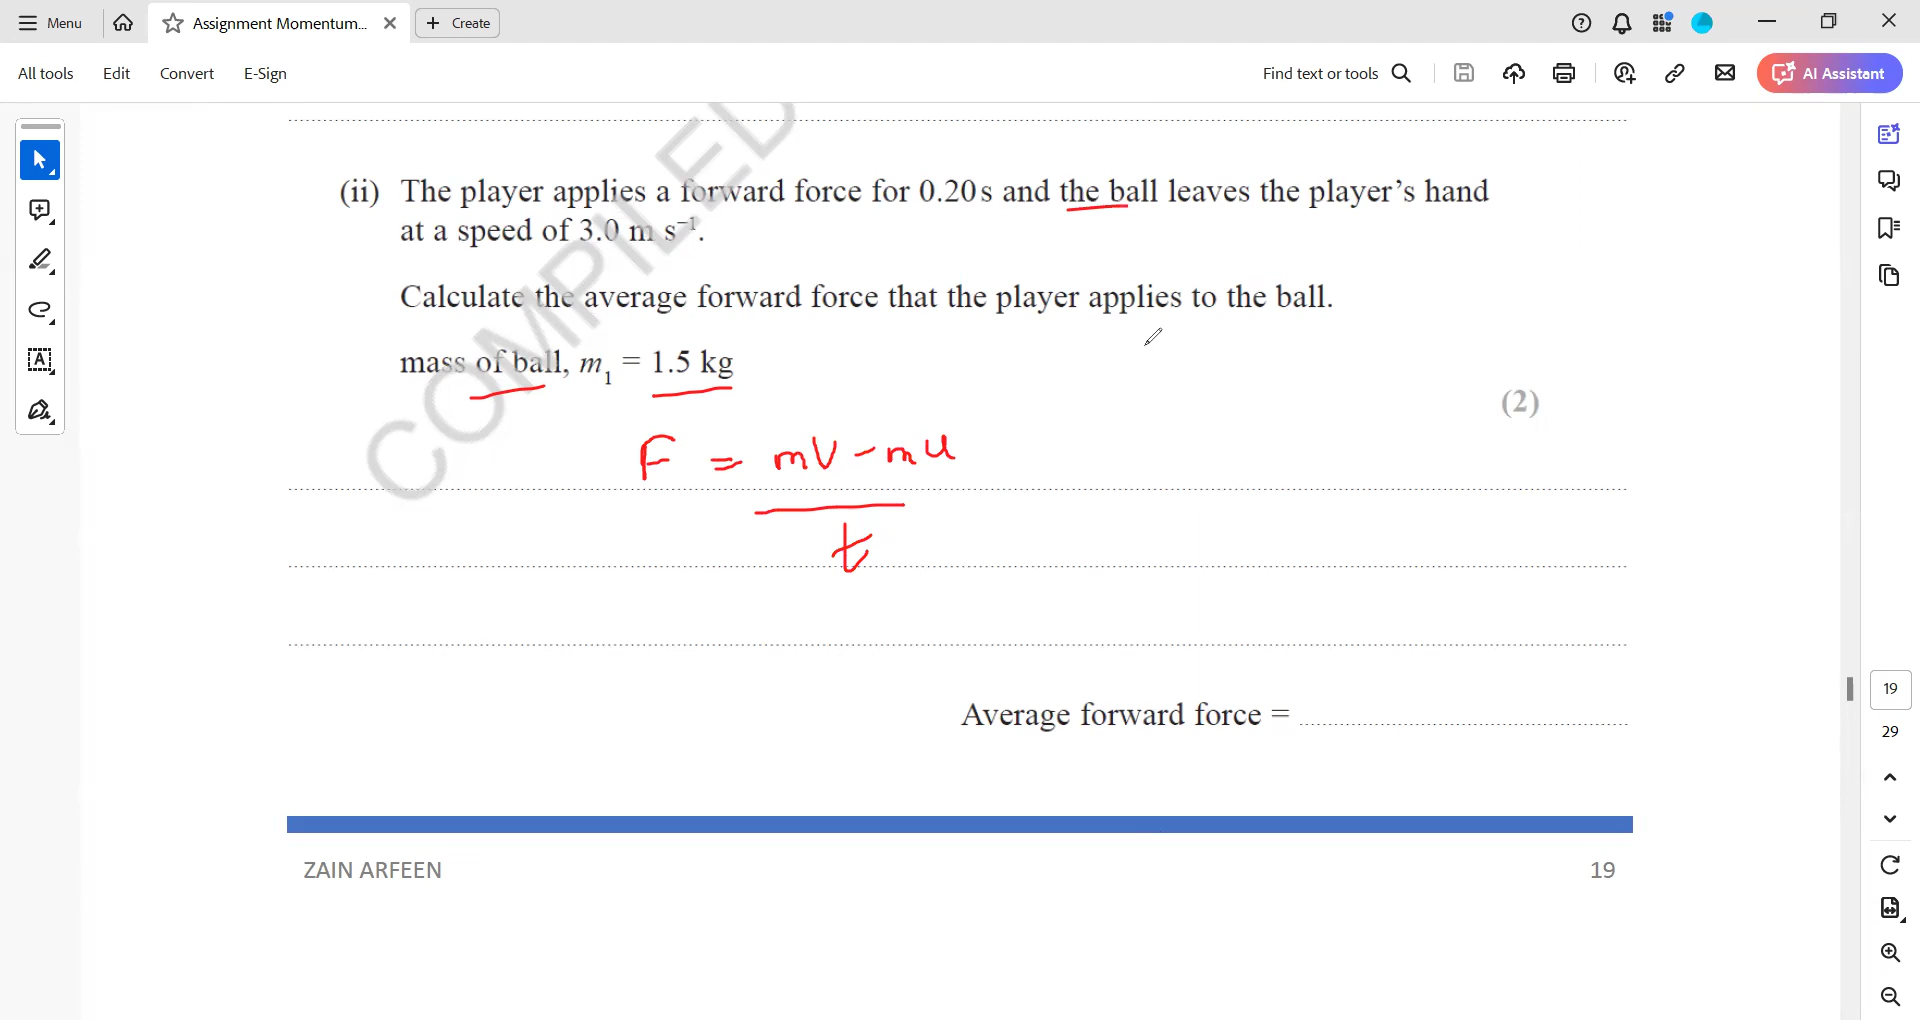 Menu
Assignment Momentum...
Create
All tools
Edit
Convert
E-Sign
Find text or tools
AI Assistant
COMPILED
(ii) The player applies a forward force for 0.20 s and the ball leaves the player's hand
at a speed of 3.0 m s⁻¹.
Calculate the average forward force that the player applies to the ball.
mass of ball, m₁ = 1.5 kg
(2)
F = mV - mu
t
Average forward force =
19
29
ZAIN ARFEEN
19